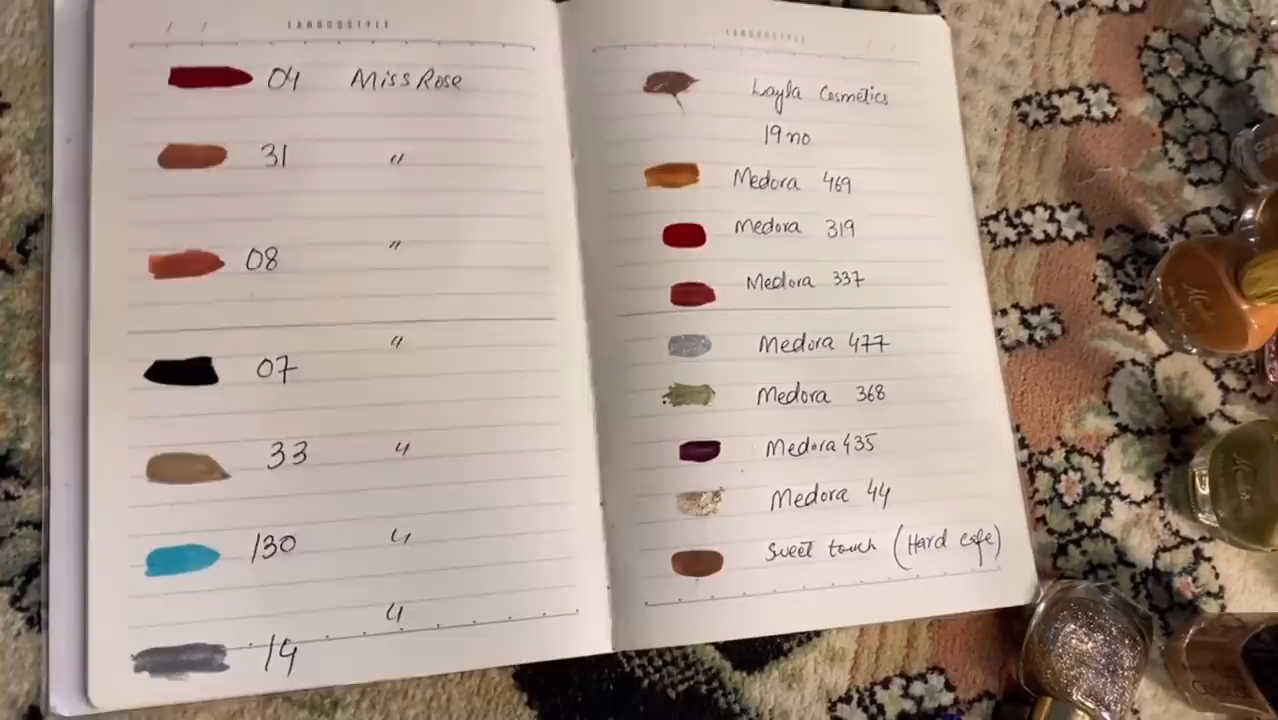 04 Miss Rose
31 "
08 "
07 "
33 "
130 "
14 "
Layla Cosmetics
19 no
Medora 469
Medora 319
Medora 337
Medora 477
Medora 368
Medora 435
Medora 44
Sweet touch (Hard cafe)